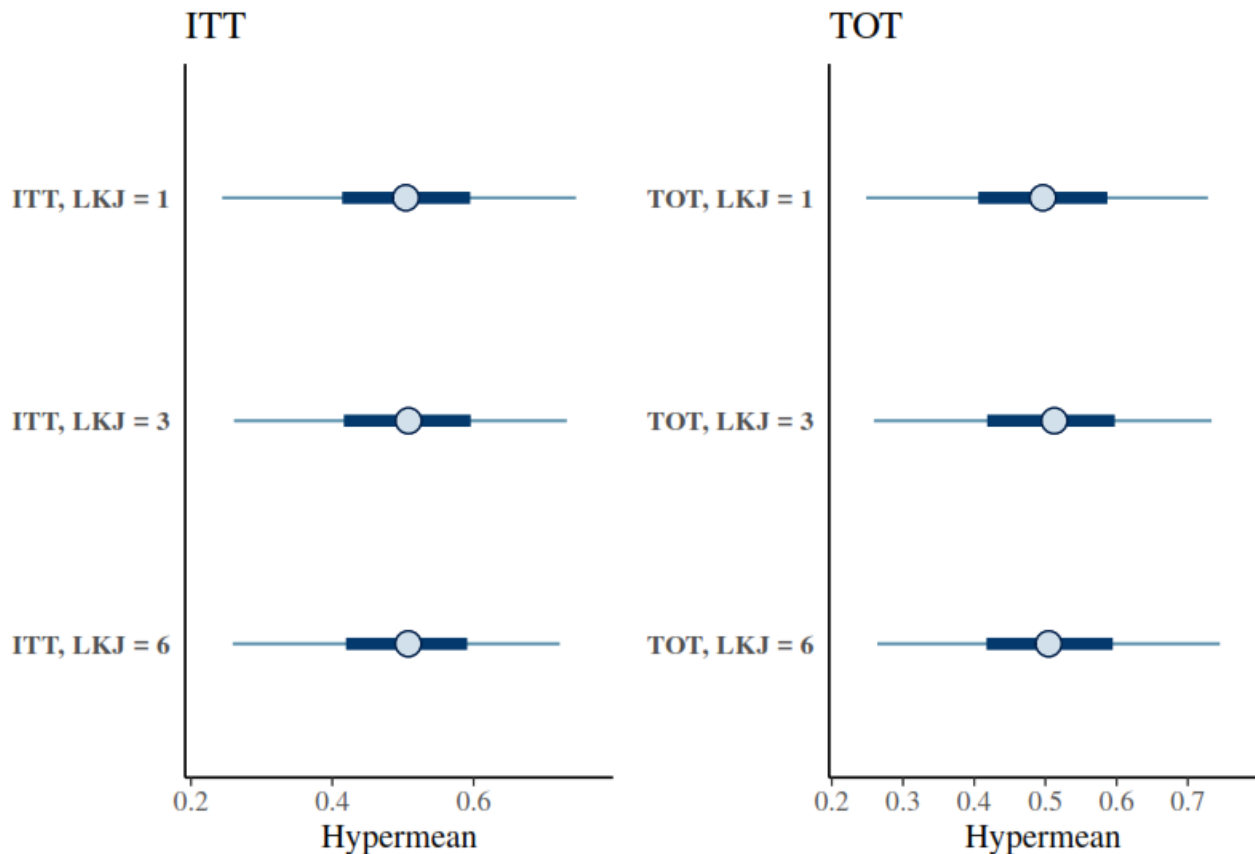 ITT
ITT, LKJ = 1
ITT, LKJ = 3
ITT, LKJ = 6
0.2 0.4 0.6
Hypermean
TOT
TOT, LKJ = 1
TOT, LKJ = 3
TOT, LKJ = 6
0.2 0.3 0.4 0.5 0.6 0.7
Hypermean